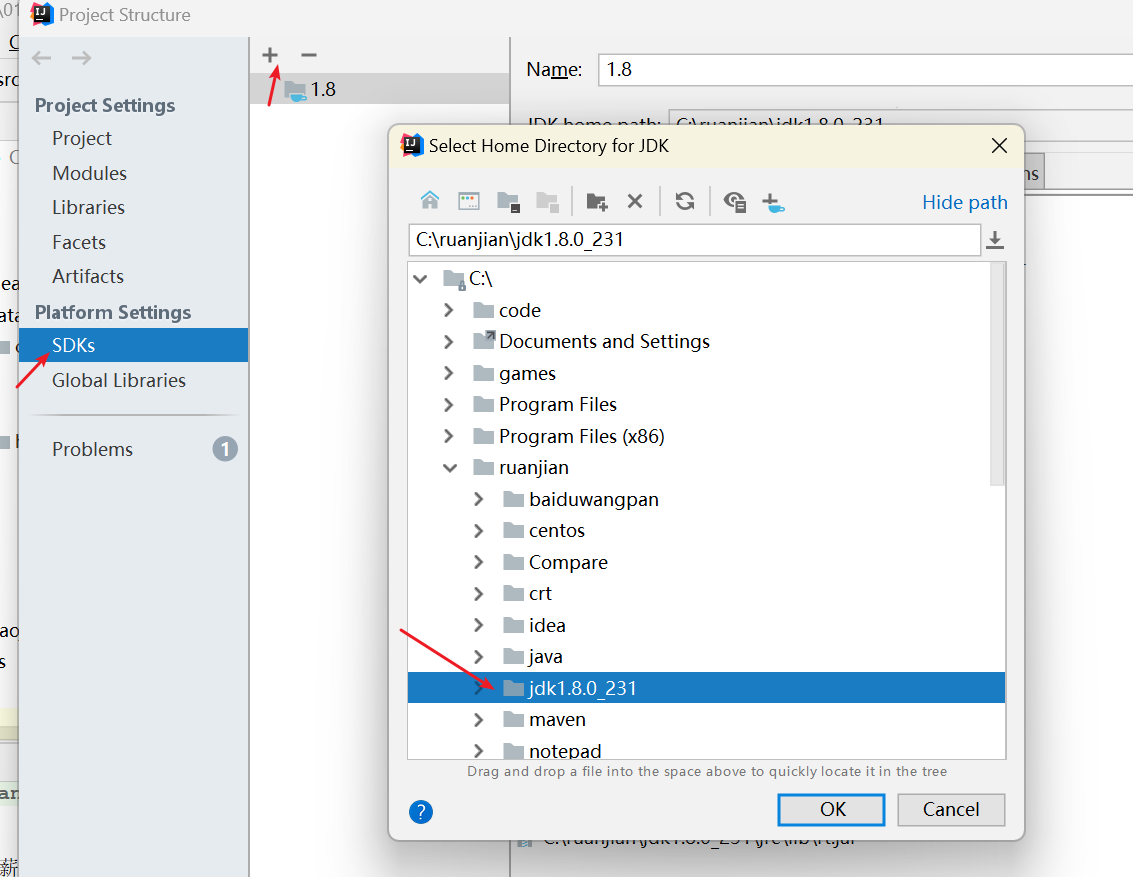 Project Structure
Project Settings
Project
Modules
Libraries
Facets
Artifacts
Platform Settings
SDKs
Global Libraries
Problems
1
1.8
Name:
1.8
JDK home path:
C:\ruanjian\jdk1.8.0_231
Select Home Directory for JDK
Hide path
C:\ruanjian\jdk1.8.0_231
C:\
code
Documents and Settings
games
Program Files
Program Files (x86)
ruanjian
baiduwangpan
centos
Compare
crt
idea
java
jdk1.8.0_231
maven
notepad
Drag and drop a file into the space above to quickly locate it in the tree
?
OK
Cancel
C:\ruanjian\jdk1.8.0_231\jre\lib\rt.jar
薪